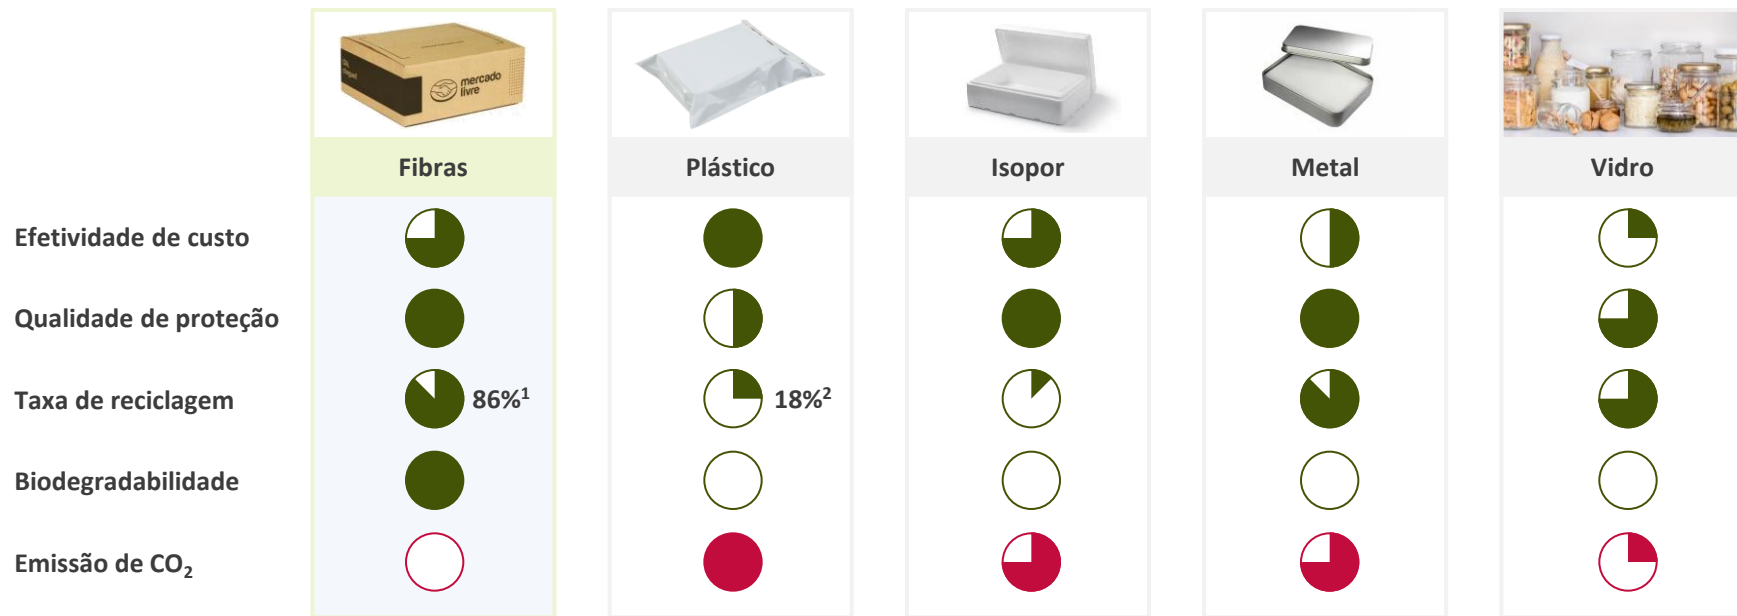 mercado
livre
Fibras
Plástico
Isopor
Metal
Vidro
Efetividade de custo
Qualidade de proteção
Taxa de reciclagem
86%¹
18%²
Biodegradabilidade
Emissão de CO₂